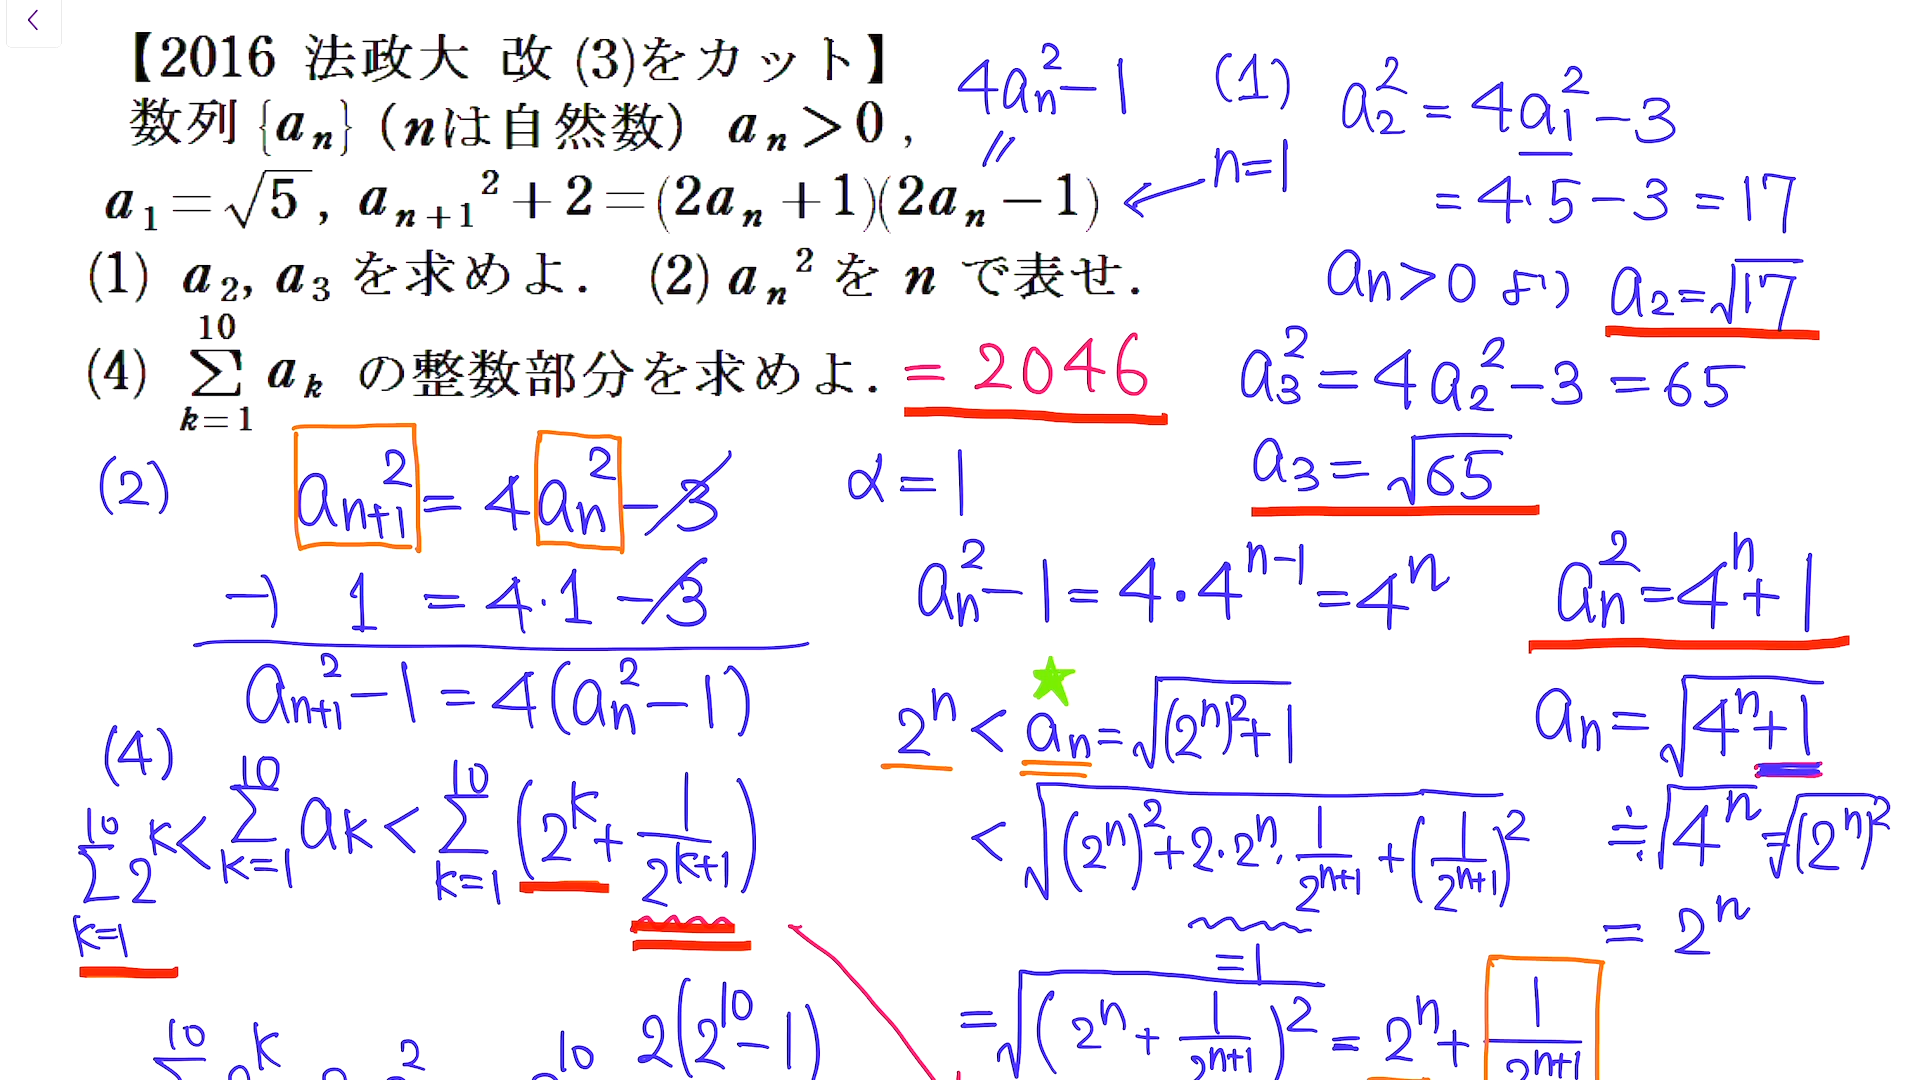 【2016 法政大 改 (3)をカット】
数列 {aₙ} (nは自然数) aₙ > 0 ,
a₁ = √5 , aₙ₊₁² + 2 = (2aₙ + 1)(2aₙ − 1)
(1) a₂, a₃ を求めよ. (2) aₙ² を n で表せ.
(4) Σ[k=1→10] aₖ の整数部分を求めよ. = 2046
4aₙ² − 1
〃
n=1
(1) a₂² = 4a₁² − 3
= 4・5 − 3 = 17
aₙ > 0 より a₂ = √17
a₃² = 4a₂² − 3 = 65
a₃ = √65
(2) aₙ₊₁² = 4aₙ² − 3
−) 1 = 4・1 − 3
aₙ₊₁² − 1 = 4(aₙ² − 1)
α = 1
aₙ² − 1 = 4・4ⁿ⁻¹ = 4ⁿ
aₙ² = 4ⁿ + 1
aₙ = √(4ⁿ + 1)
≒ √4ⁿ = √(2ⁿ)²
= 2ⁿ
★
2ⁿ < aₙ = √((2ⁿ)² + 1)
< √((2ⁿ)² + 2・2ⁿ・1/2ⁿ⁺¹ + (1/2ⁿ⁺¹)²)
= 1
= √((2ⁿ + 1/2ⁿ⁺¹)²) = 2ⁿ + 1/2ⁿ⁺¹
(4)
Σ[k=1→10] 2ᵏ < Σ[k=1→10] aₖ < Σ[k=1→10] (2ᵏ + 1/2ᵏ⁺¹)
2(2¹⁰ − 1)